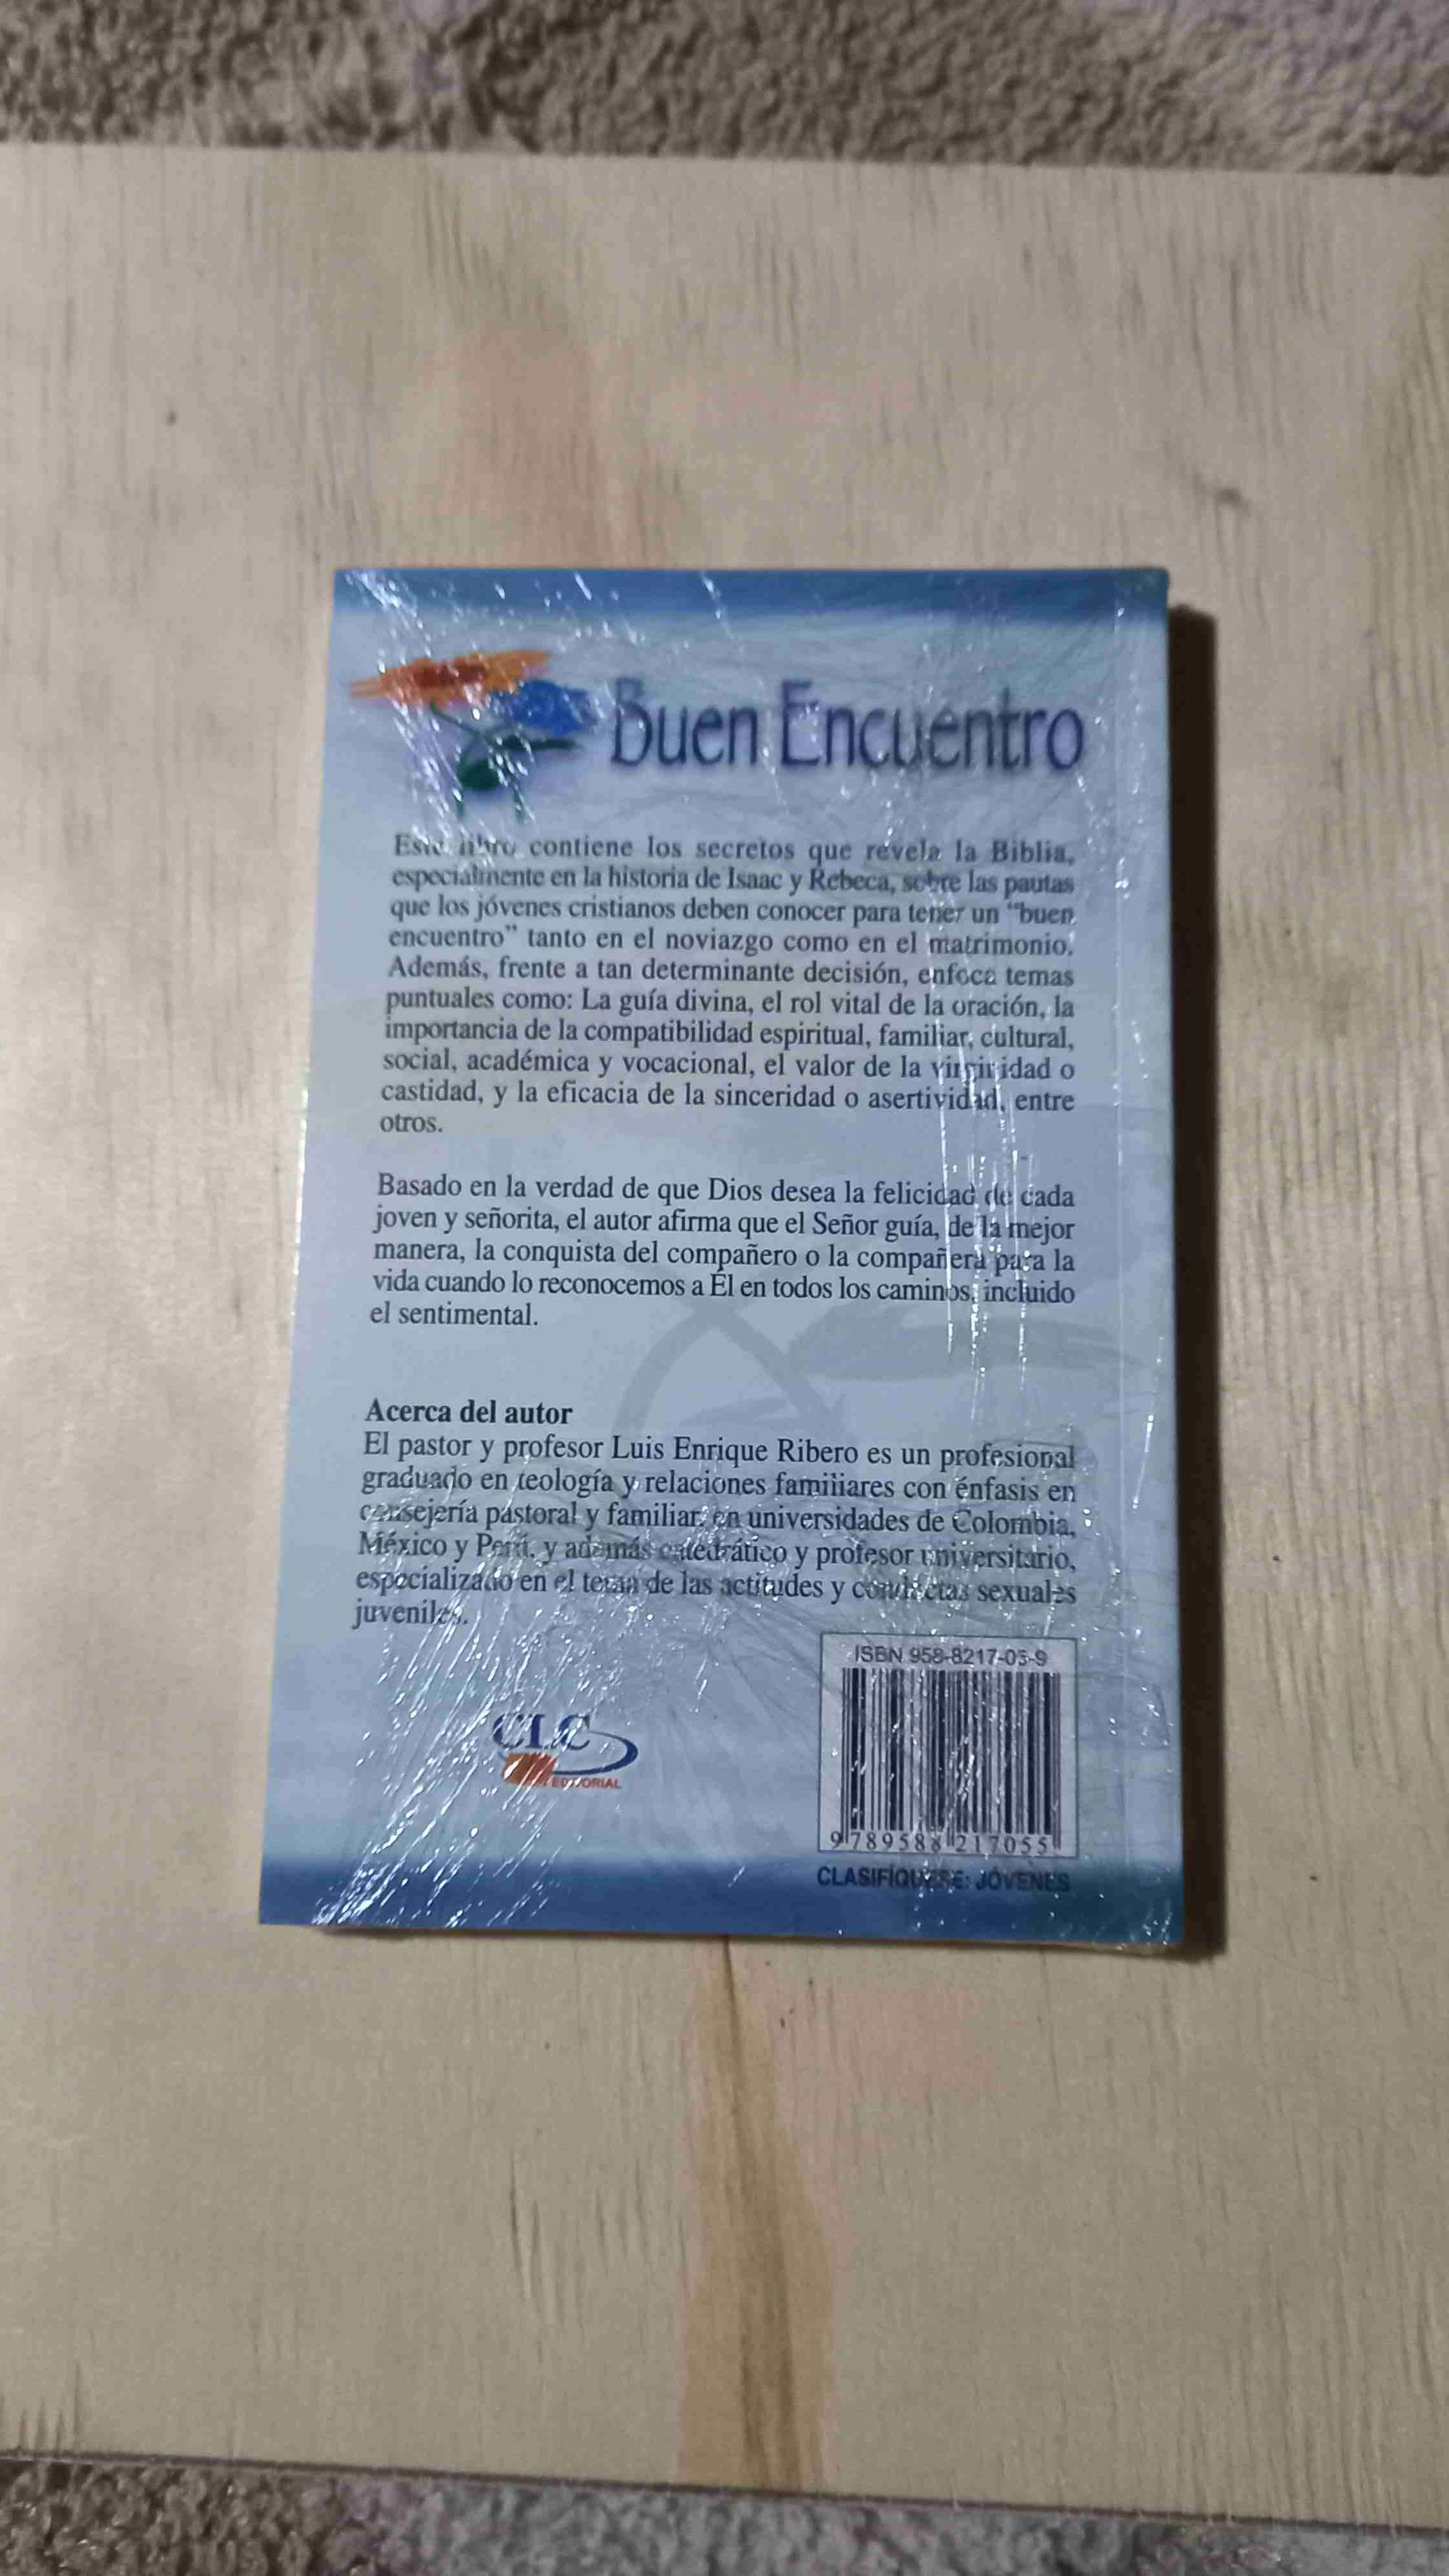 Buen Encuentro
Este libro contiene los secretos que revela la Biblia,
especialmente en la historia de Isaac y Rebeca, sobre las pautas
que los jóvenes cristianos deben conocer para tener un “buen
encuentro” tanto en el noviazgo como en el matrimonio.
Además, frente a tan determinante decisión, enfoca temas
puntuales como: La guía divina, el rol vital de la oración, la
importancia de la compatibilidad espiritual, familiar, cultural,
social, académica y vocacional, el valor de la virginidad o
castidad, y la eficacia de la sinceridad o asertividad, entre
otros.
Basado en la verdad de que Dios desea la felicidad de cada
joven y señorita, el autor afirma que el Señor guía, de la mejor
manera, la conquista del compañero o la compañera para la
vida cuando lo reconocemos a Él en todos los caminos, incluido
el sentimental.
Acerca del autor
El pastor y profesor Luis Enrique Ribero es un profesional
graduado en teología y relaciones familiares con énfasis en
consejería pastoral y familiar, en universidades de Colombia,
México y Perú, y además catedrático y profesor universitario,
especializado en el tema de las actitudes y conductas sexuales
juveniles.
CLC
EDITORIAL
ISBN 958-8217-05-9
9789588217055
CLASIFÍQUESE: JÓVENES